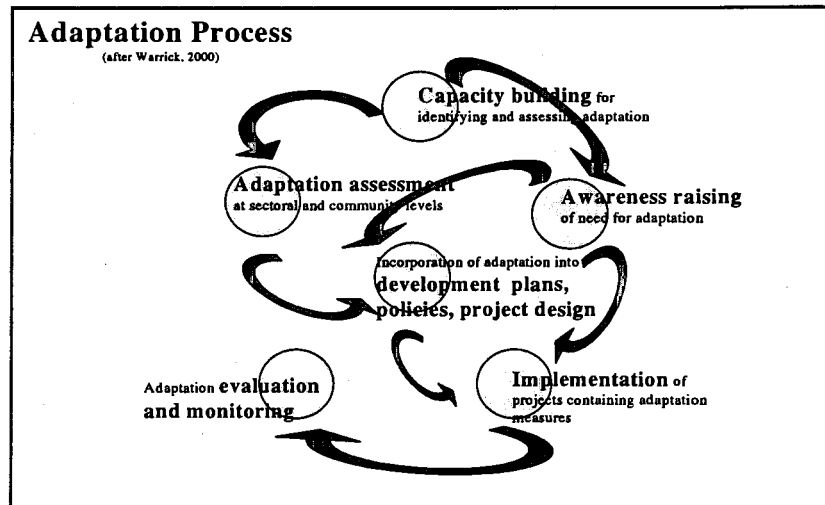 Adaptation Process
(after Warrick, 2000)
Capacity building for
identifying and assessing adaptation
Adaptation assessment
at sectoral and community levels
Awareness raising
of need for adaptation
Incorporation of adaptation into
development plans,
policies, project design
Adaptation evaluation
and monitoring
Implementation of
projects containing adaptation
measures